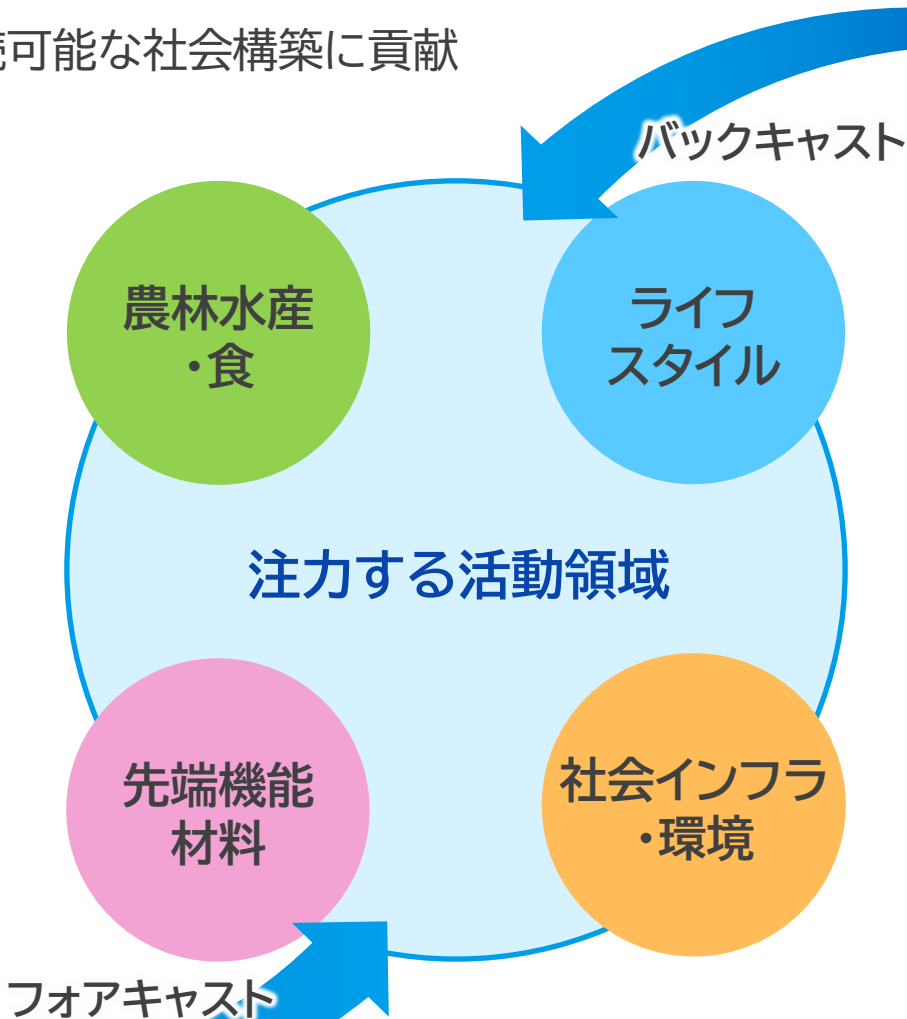 続可能な社会構築に貢献
バックキャスト
農林水産
・食
ライフ
スタイル
注力する活動領域
先端機能
材料
社会インフラ
・環境
フォアキャスト